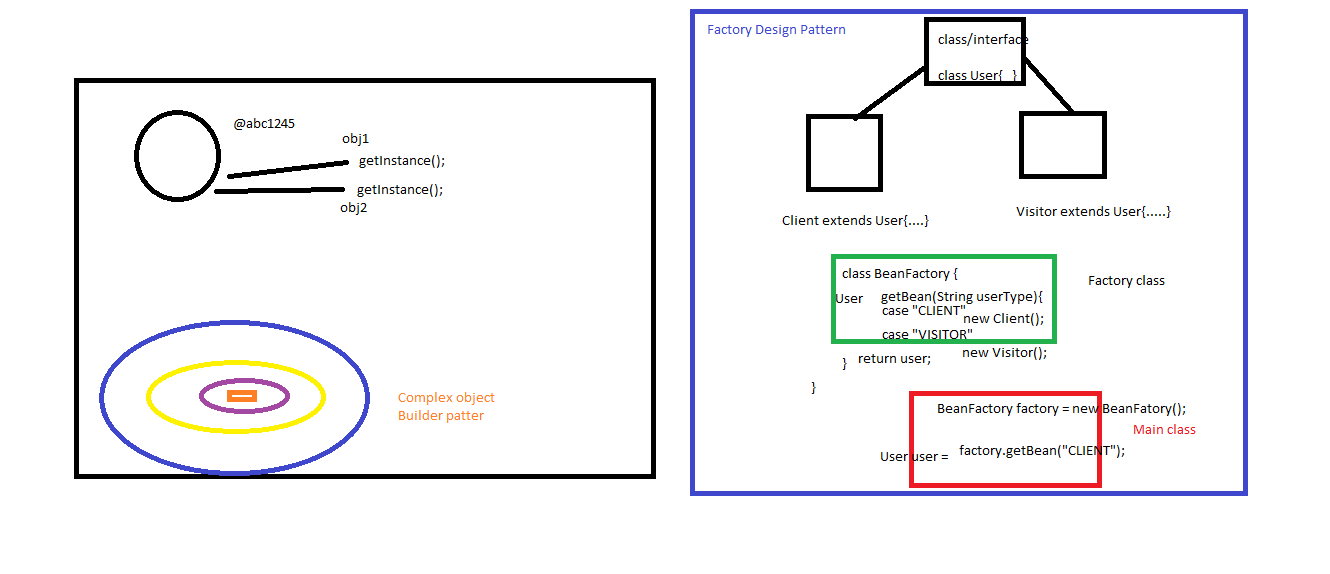 @abc1245
obj1
getInstance();
getInstance();
obj2
Complex object
Builder patter
Factory Design Pattern
class/interface
class User{   }
Client extends User{....}
Visitor extends User{.....}
class BeanFactory {
Factory class
User getBean(String userType){
case "CLIENT"
new Client();
case "VISITOR"
new Visitor();
} return user;
}
BeanFactory factory = new BeanFatory();
Main class
User user = factory.getBean("CLIENT");